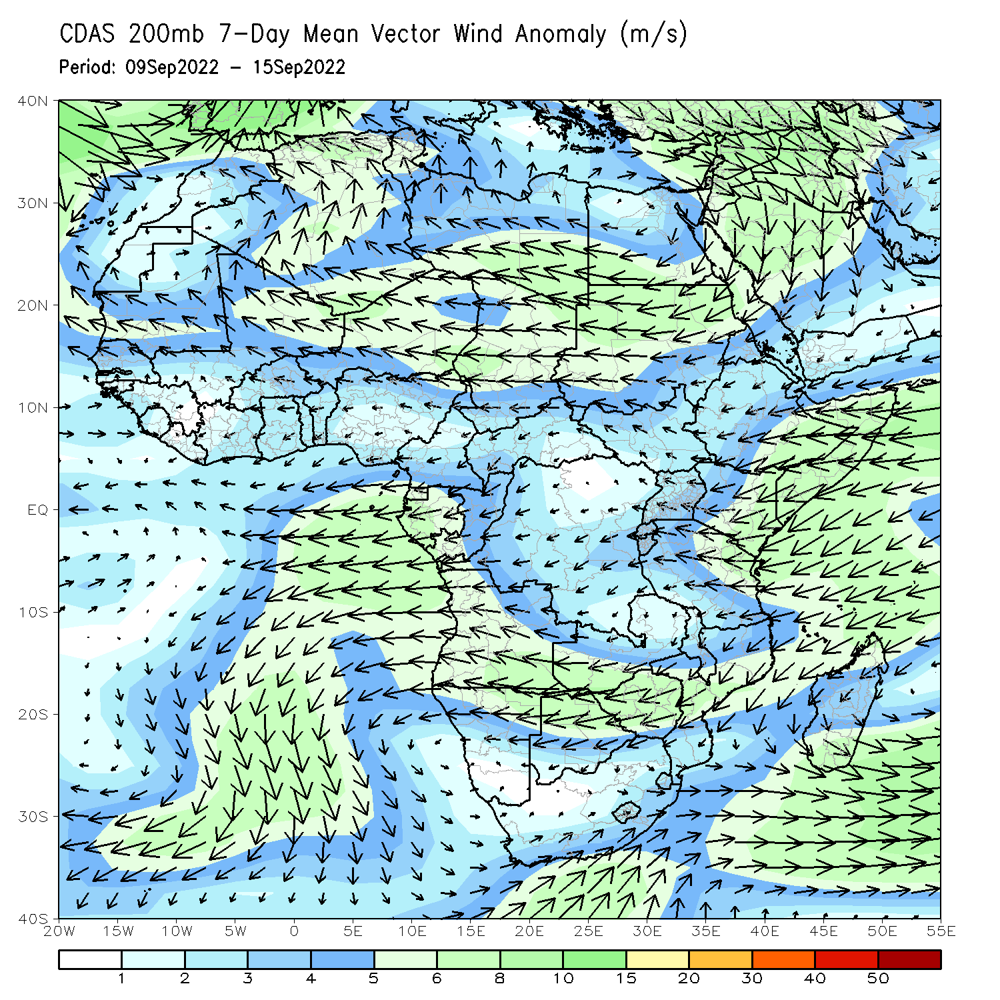 CDAS 200mb 7-Day Mean Vector Wind Anomaly (m/s)
Period: 09Sep2022 - 15Sep2022
40N
30N
20N
10N
EQ
10S
20S
30S
40S
20W 15W 10W 5W 0 5E 10E 15E 20E 25E 30E 35E 40E 45E 50E 55E
1 2 3 4 5 6 8 10 15 20 30 40 50